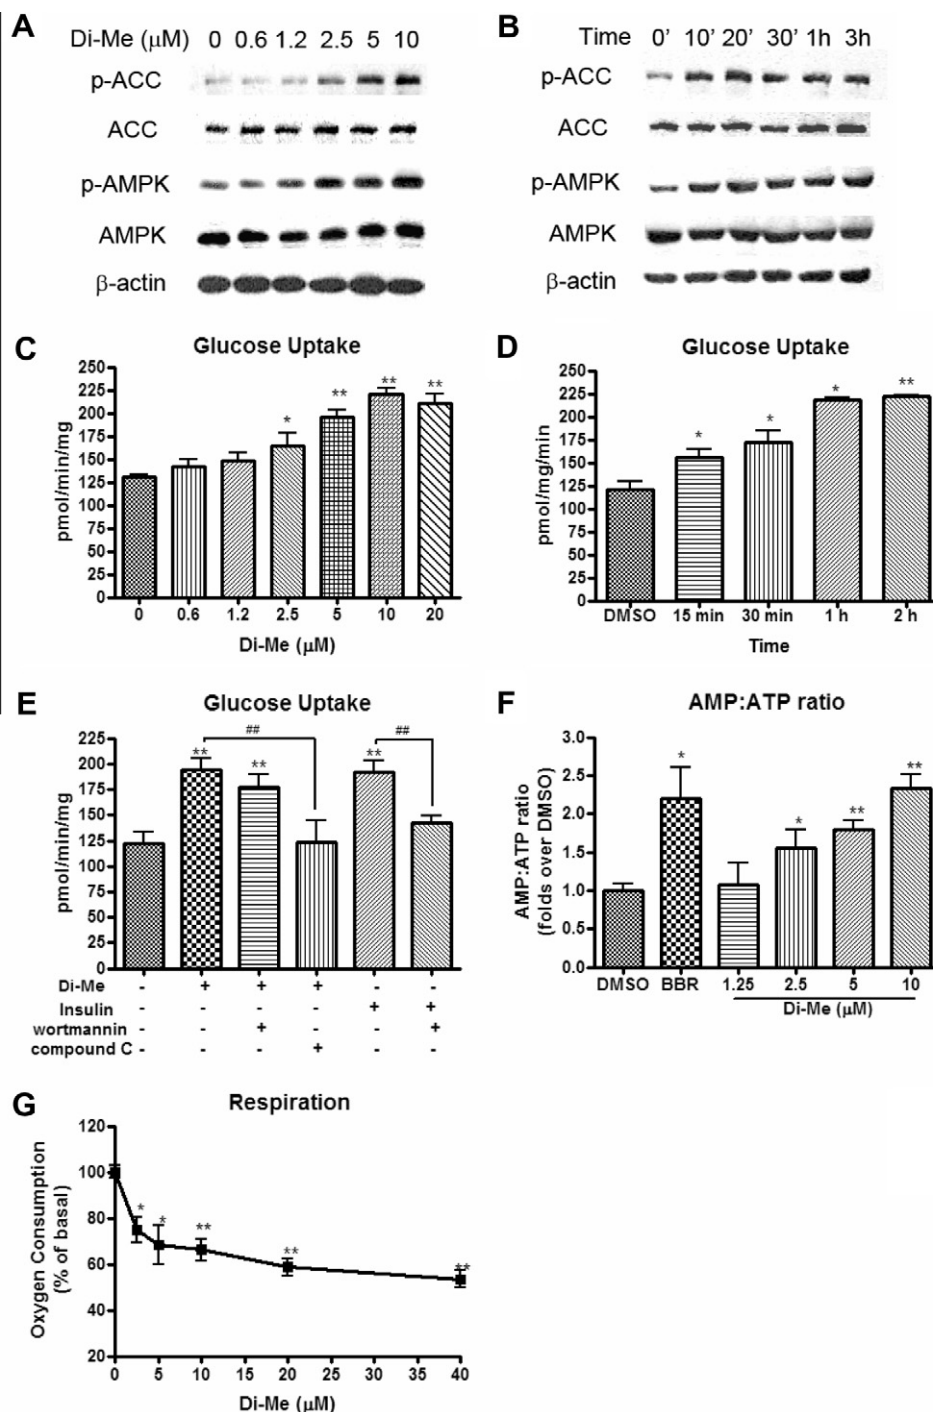 A
Di-Me (μM) 0 0.6 1.2 2.5 5 10
p-ACC
ACC
p-AMPK
AMPK
β-actin
B
Time 0' 10' 20' 30' 1h 3h
p-ACC
ACC
p-AMPK
AMPK
β-actin
C
Glucose Uptake
pmol/min/mg
250
225
200
175
150
125
100
75
50
25
0
* ** ** **
0 0.6 1.2 2.5 5 10 20
Di-Me (μM)
D
Glucose Uptake
pmol/mg/min
250
225
200
175
150
125
100
75
50
25
0
* * * **
DMSO 15 min 30 min 1 h 2 h
Time
E
Glucose Uptake
pmol/min/mg
225
200
175
150
125
100
75
50
25
0
## ##
** ** **
Di-Me - + + + - -
Insulin - - - - + +
wortmannin - - + - - +
compound C - - - + - -
F
AMP:ATP ratio
AMP:ATP ratio
(folds over DMSO)
3.0
2.5
2.0
1.5
1.0
0.5
0.0
* * ** **
DMSO BBR 1.25 2.5 5 10
Di-Me (μM)
G
Respiration
Oxygen Consumption
(% of basal)
120
100
80
60
40
20
* * ** ** **
0 5 10 15 20 25 30 35 40
Di-Me (μM)